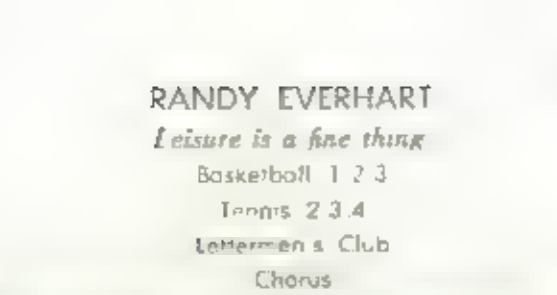 RANDY EVERHART
Leisure is a fine thing
Basketball 1 2 3
Tennis 2 3 4
Lettermen s Club
Chorus